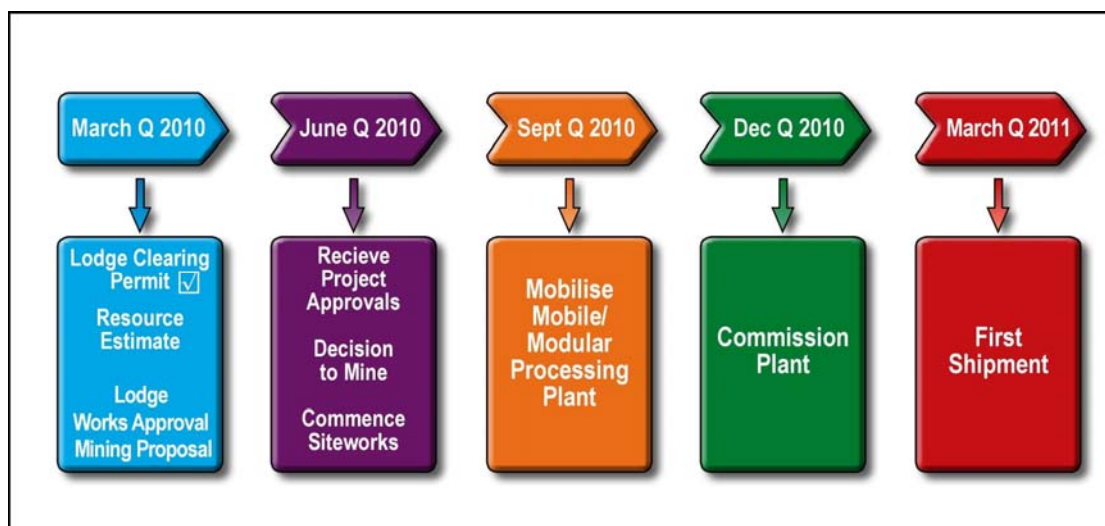 March Q 2010
June Q 2010
Sept Q 2010
Dec Q 2010
March Q 2011
Lodge Clearing
Permit ☑
Resource
Estimate
Lodge
Works Approval
Mining Proposal
Recieve
Project
Approvals
Decision
to Mine
Commence
Siteworks
Mobilise
Mobile/
Modular
Processing
Plant
Commission
Plant
First
Shipment